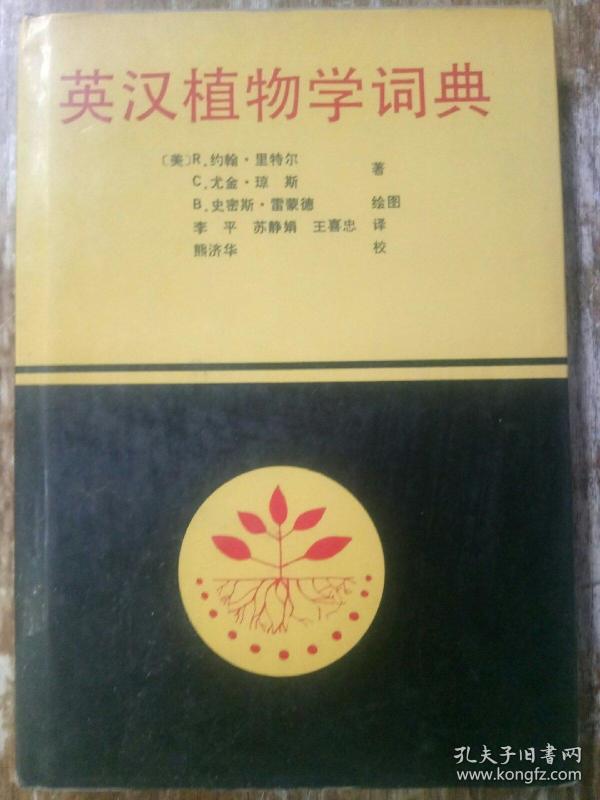 英汉植物学词典
〔美〕R.约翰·里特尔
C.尤金·琼 斯 著
B.史密斯·雷蒙德 绘图
李 平 苏静娟 王喜忠 译
熊济华 校
孔夫子旧书网
www.kongfz.com